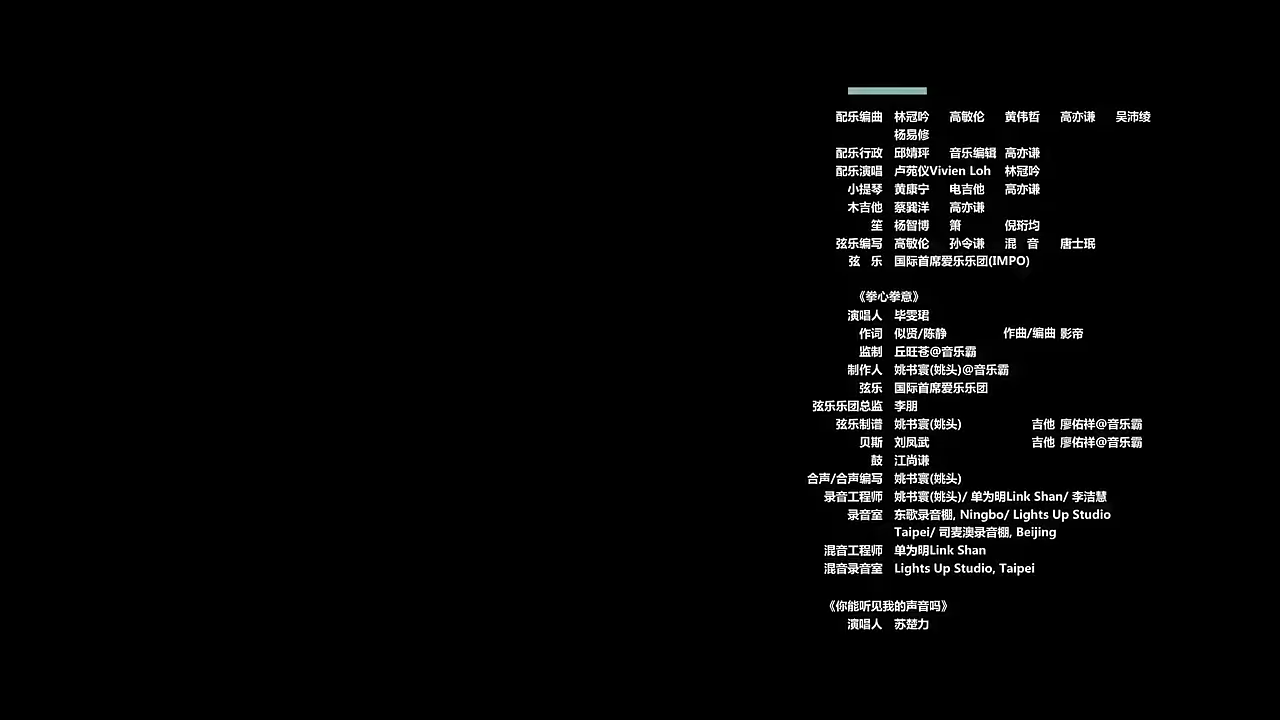 配乐编曲 林冠吟 高敏伦 黄伟哲 高亦谦 吴沛绫
杨易修
配乐行政 邱婧玶 音乐编辑 高亦谦
配乐演唱 卢苑仪Vivien Loh 林冠吟
小提琴 黄康宁 电吉他 高亦谦
木吉他 蔡巽洋 高亦谦
笙 杨智博 箫 倪珩均
弦乐编写 高敏伦 孙令谦 混 音 唐士珉
弦 乐 国际首席爱乐乐团(IMPO)
《拳心拳意》
演唱人 毕雯珺
作词 似贤/陈静 作曲/编曲 影帝
监制 丘旺苍@音乐霸
制作人 姚书寰(姚头)@音乐霸
弦乐 国际首席爱乐乐团
弦乐乐团总监 李朋
弦乐制谱 姚书寰(姚头) 吉他 廖佑祥@音乐霸
贝斯 刘凤武 吉他 廖佑祥@音乐霸
鼓 江尚谦
合声/合声编写 姚书寰(姚头)
录音工程师 姚书寰(姚头)/ 单为明Link Shan/ 李洁慧
录音室 东歌录音棚, Ningbo/ Lights Up Studio
Taipei/ 司麦澳录音棚, Beijing
混音工程师 单为明Link Shan
混音录音室 Lights Up Studio, Taipei
《你能听见我的声音吗》
演唱人 苏楚力